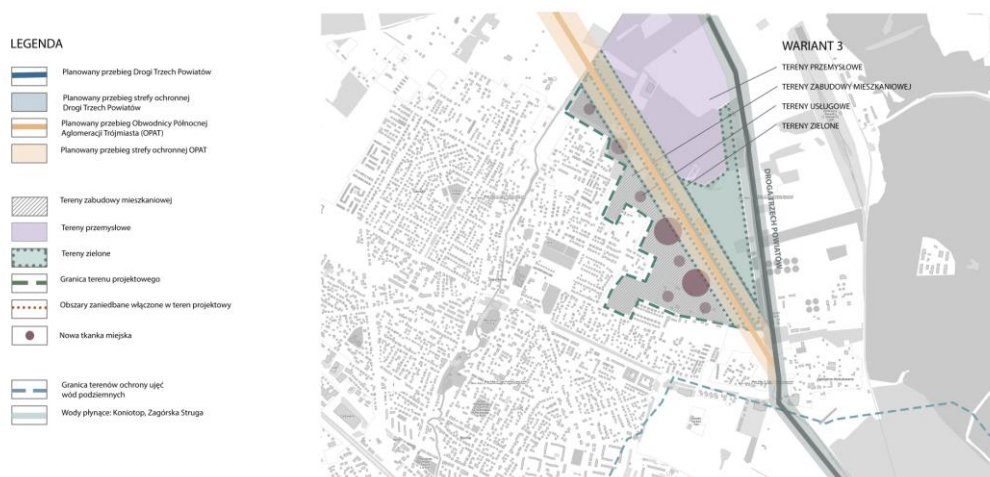 LEGENDA
Planowany przebieg Drogi Trzech Powiatów
Planowany przebieg strefy ochronnej
Drogi Trzech Powiatów
Planowany przebieg Obwodnicy Północnej
Aglomeracji Trójmiasta (OPAT)
Planowany przebieg strefy ochronnej OPAT
Tereny zabudowy mieszkaniowej
Tereny przemysłowe
Tereny zielone
Granica terenu projektowego
Obszary zaniedbane włączone w teren projektowy
Nowa tkanka miejska
Granica terenów ochrony ujęć
wód podziemnych
Wody płynące: Koniotop, Zagórska Struga
WARIANT 3
TERENY PRZEMYSŁOWE
TERENY ZABUDOWY MIESZKANIOWEJ
TERENY USŁUGOWE
TERENY ZIELONE
DROGA TRZECH POWIATÓW